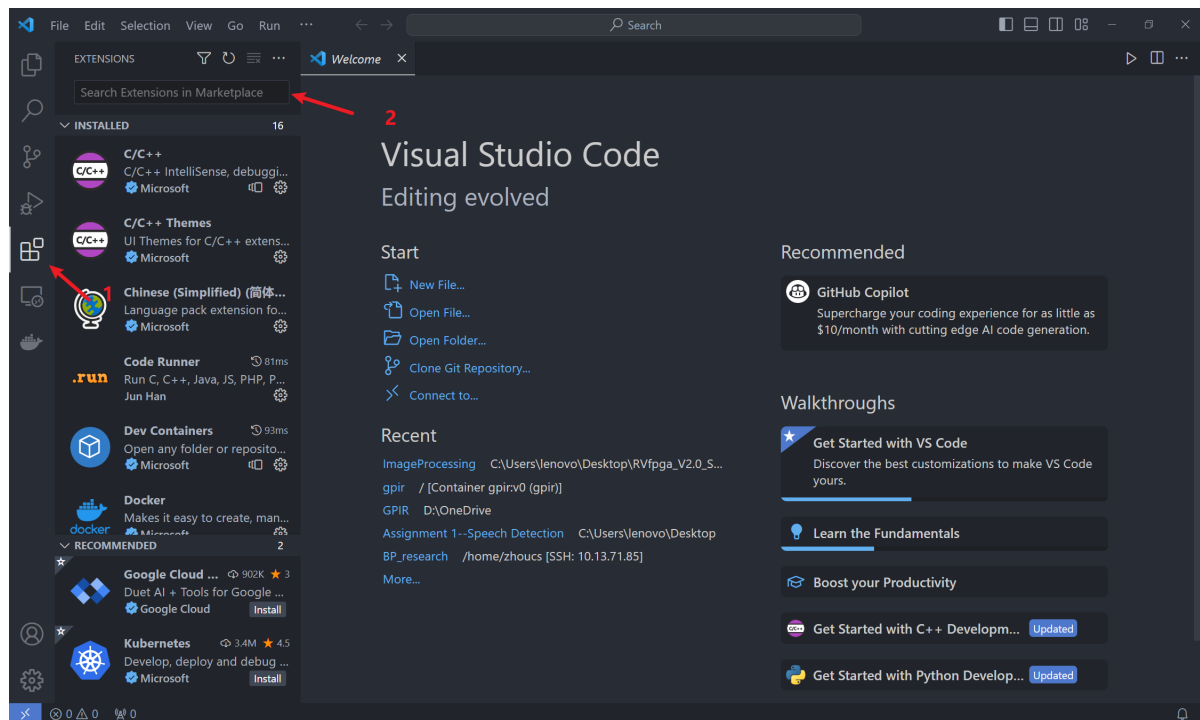 File Edit Selection View Go Run ··· Search
EXTENSIONS
Welcome
Search Extensions in Marketplace
2
INSTALLED 16
C/C++
C/C++
C/C++ IntelliSense, debuggi...
Microsoft
C/C++ Themes
C/C++
UI Themes for C/C++ extens...
Microsoft
1
Chinese (Simplified) (简体...
Language pack extension fo...
Microsoft
Code Runner 81ms
.run
Run C, C++, Java, JS, PHP, P...
Jun Han
Dev Containers 93ms
Open any folder or reposito...
Microsoft
Docker
docker
Makes it easy to create, man...
Microsoft
RECOMMENDED 2
Google Cloud ... 902K ★ 3
Duet AI + Tools for Google ...
Google Cloud Install
Kubernetes 3.4M ★ 4.5
Develop, deploy and debug ...
Microsoft Install
0 0 0
Visual Studio Code
Editing evolved
Start
New File...
Open File...
Open Folder...
Clone Git Repository...
Connect to...
Recent
ImageProcessing C:\Users\lenovo\Desktop\RVfpga_V2.0_S...
gpir / [Container gpir:v0 (gpir)]
GPIR D:\OneDrive
Assignment 1--Speech Detection C:\Users\lenovo\Desktop
BP_research /home/zhoucs [SSH: 10.13.71.85]
More...
Recommended
GitHub Copilot
Supercharge your coding experience for as little as
$10/month with cutting edge AI code generation.
Walkthroughs
Get Started with VS Code
Discover the best customizations to make VS Code
yours.
Learn the Fundamentals
Boost your Productivity
C/C++
Get Started with C++ Developm... Updated
Get Started with Python Develop... Updated